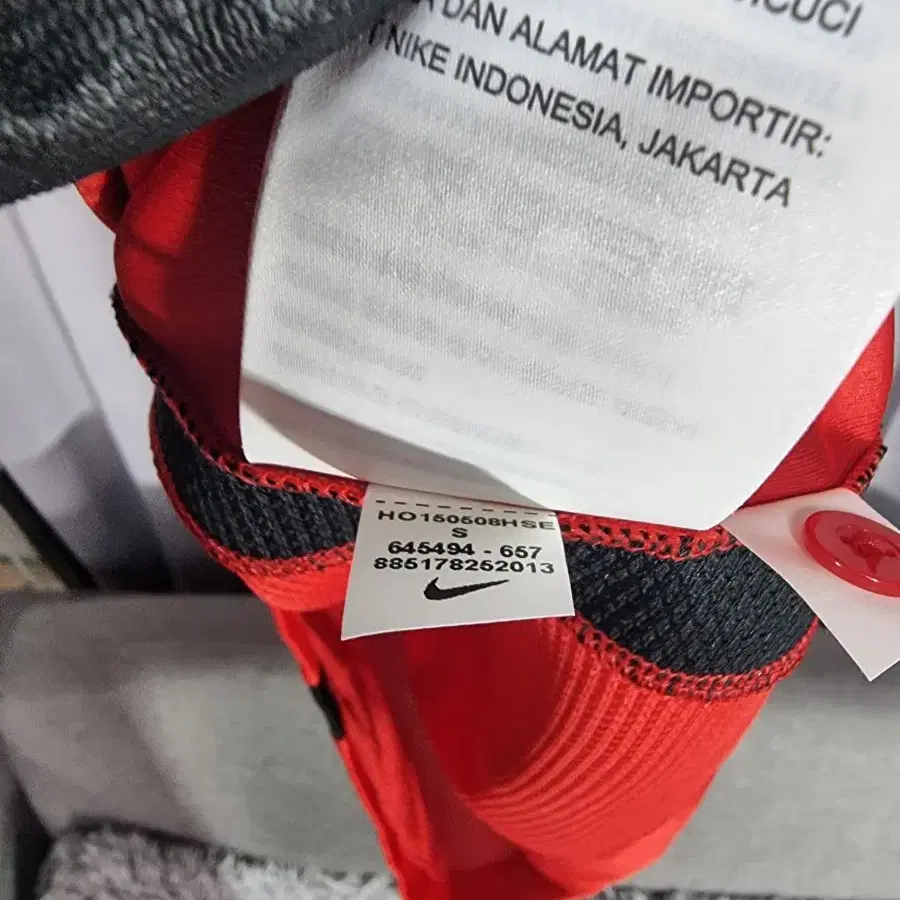 DAN ALAMAT IMPORTIR:
NIKE INDONESIA, JAKARTA
HO150508HSE
S
645494 - 657
885178252013